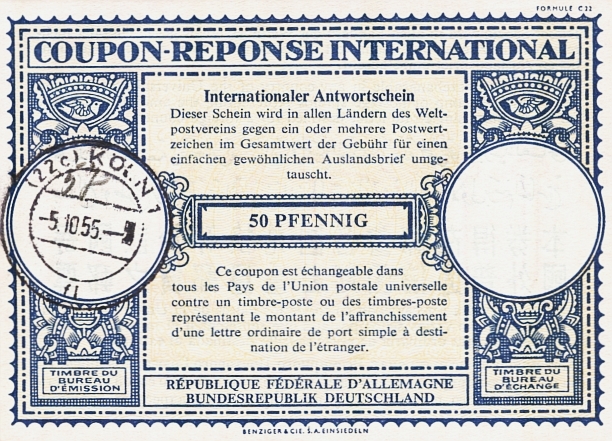 FORMULE C22
COUPON-REPONSE INTERNATIONAL
Internationaler Antwortschein
Dieser Schein wird in allen Ländern des Welt-
postvereins gegen ein oder mehrere Postwert-
zeichen im Gesamtwert der Gebühr für einen
einfachen gewöhnlichen Auslandsbrief umge-
tauscht.
(22c) KÖLN 1
-5.10.55.-
fl
50 PFENNIG
Ce coupon est échangeable dans
tous les Pays de l'Union postale universelle
contre un timbre-poste ou des timbres-poste
représentant le montant de l'affranchissement
d'une lettre ordinaire de port simple à desti-
nation de l'étranger.
TIMBRE DU
BUREAU
D'ÉMISSION
RÉPUBLIQUE FÉDÉRALE D'ALLEMAGNE
BUNDESREPUBLIK DEUTSCHLAND
TIMBRE DU
BUREAU
D'ÉCHANGE
BENZIGER & CIE. S.A. EINSIEDELN